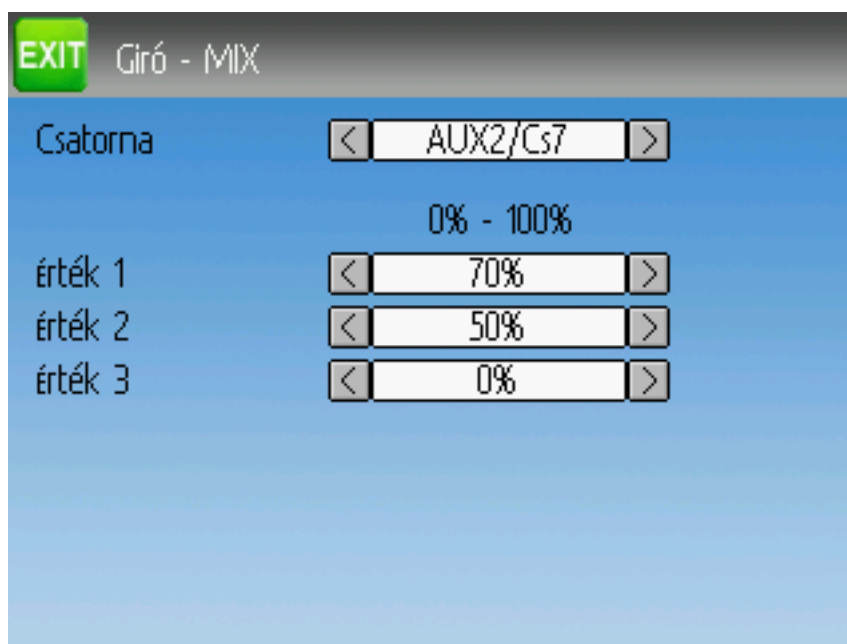 EXIT Giró - MIX
Csatorna < AUX2/Cs7 >
0% - 100%
érték 1 < 70% >
érték 2 < 50% >
érték 3 < 0% >